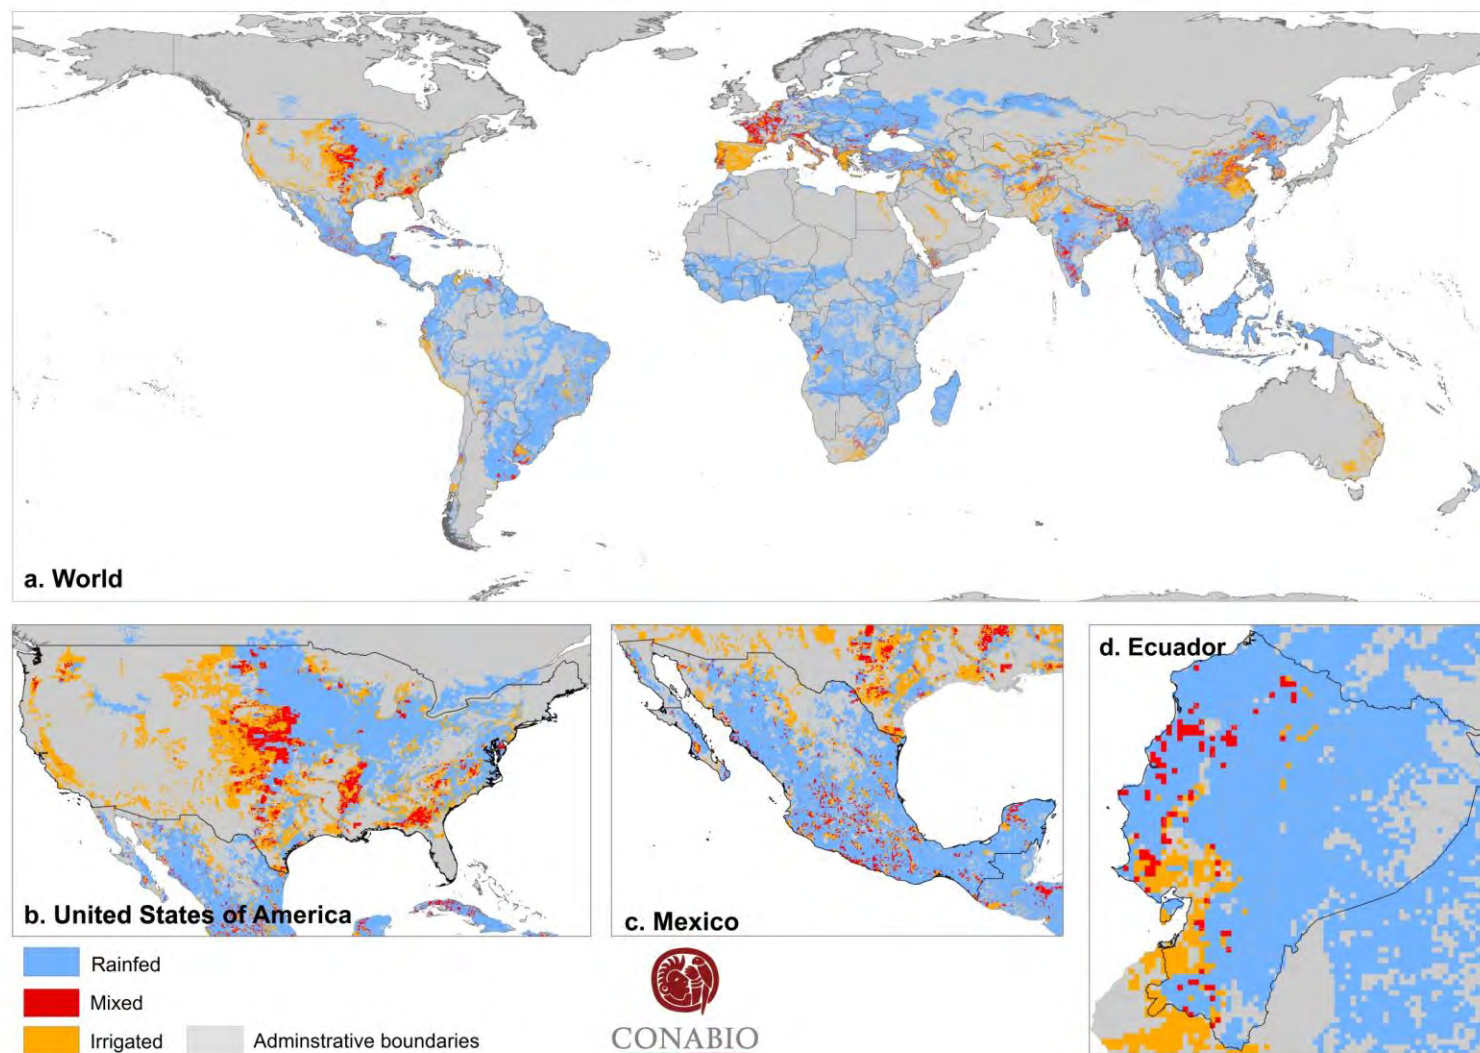 a. World
b. United States of America
c. Mexico
d. Ecuador
Rainfed
Mixed
Irrigated
Adminstrative boundaries
CONABIO